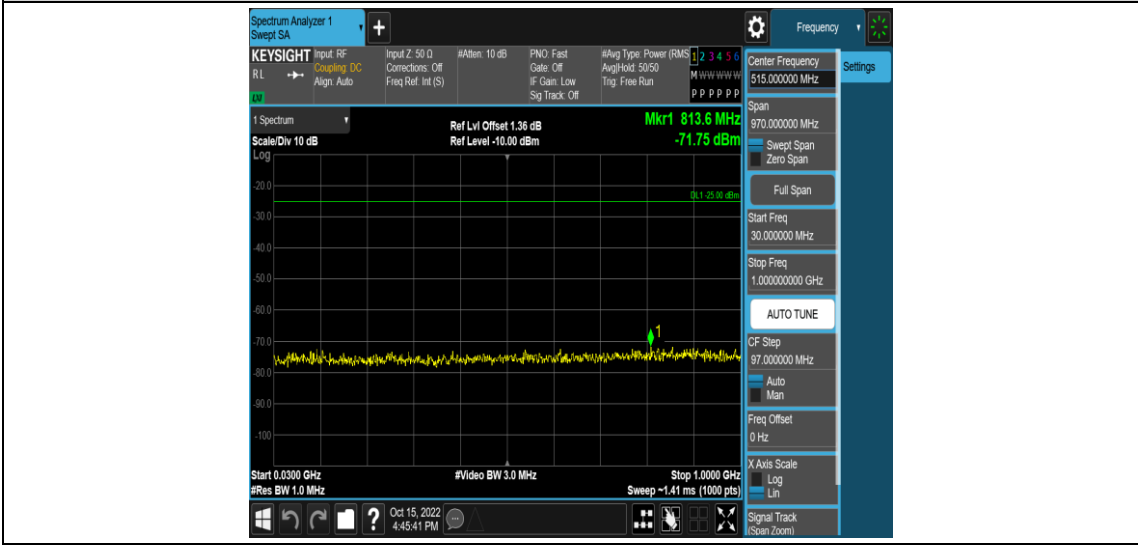 Spectrum Analyzer 1
Swept SA
+
Frequency
KEYSIGHT
RL
Input: RF
Coupling: DC
Align: Auto
Input Z: 50 Ω
Corrections: Off
Freq Ref: Int (S)
#Atten: 10 dB
PNO: Fast
Gate: Off
IF Gain: Low
Sig Track: Off
#Avg Type: Power (RMS
Avg|Hold: 50/50
Trig: Free Run
1 2 3 4 5 6
M W W W W W
P P P P P P
1 Spectrum
Scale/Div 10 dB
Log
Ref Lvl Offset 1.36 dB
Ref Level -10.00 dBm
Mkr1 813.6 MHz
-71.75 dBm
DL1 -25.00 dBm
-20.0
-30.0
-40.0
-50.0
-60.0
-70.0
-80.0
-90.0
-100
1
Start 0.0300 GHz
#Res BW 1.0 MHz
#Video BW 3.0 MHz
Stop 1.0000 GHz
Sweep ~1.41 ms (1000 pts)
?
Oct 15, 2022
4:45:41 PM
Center Frequency
515.000000 MHz
Span
970.000000 MHz
Swept Span
Zero Span
Full Span
Start Freq
30.000000 MHz
Stop Freq
1.000000000 GHz
AUTO TUNE
CF Step
97.000000 MHz
Auto
Man
Freq Offset
0 Hz
X Axis Scale
Log
Lin
Signal Track
(Span Zoom)
Settings